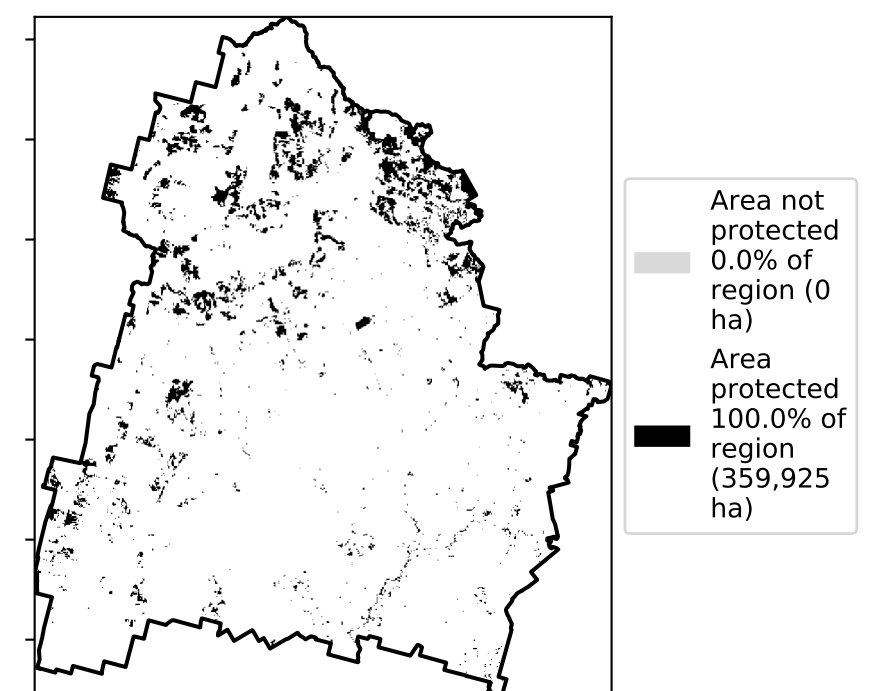 Area not
protected
0.0% of
region (0
ha)
Area
protected
100.0% of
region
(359,925
ha)